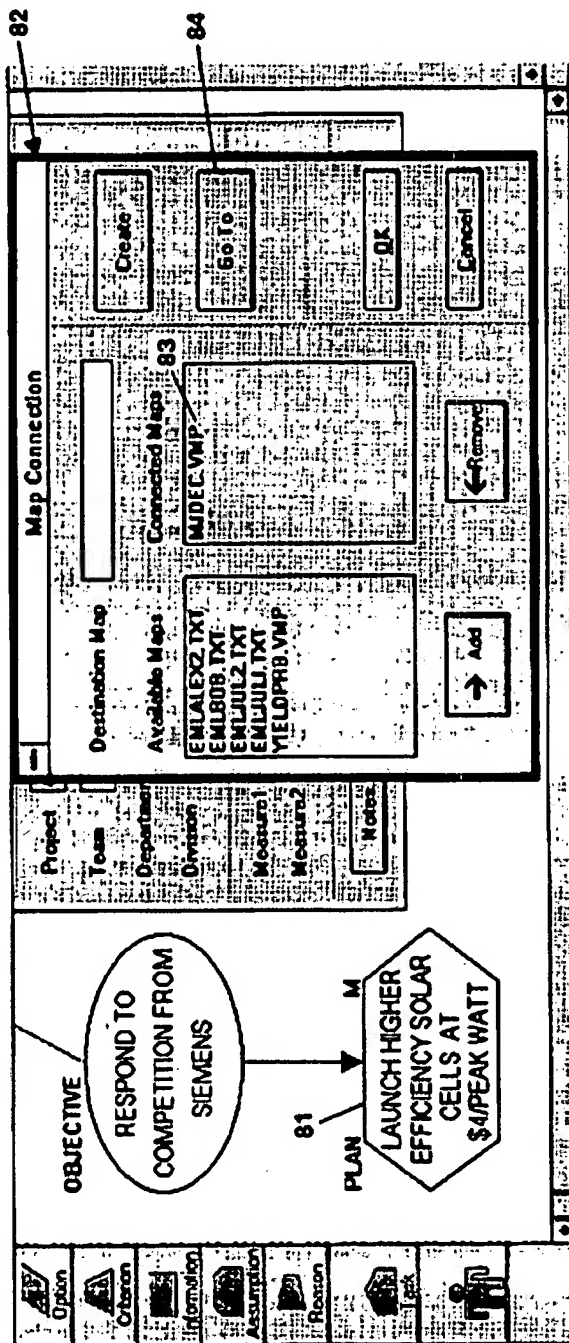 Option
Criterion
Information
Assumption
Reason
Task
OBJECTIVE
RESPOND TO
COMPETITION FROM
SIEMENS
PLAN
M
81
LAUNCH HIGHER
EFFICIENCY SOLAR
CELLS AT
$4/PEAK WATT
Project
Team
Department
Division
Measure1
Measure2
Notes
Map Connection
82
Destination Map
Available Maps
Connected Maps
83
EMLALEX2.TXT
EMLBOB.TXT
EMLJUL2.TXT
EMLJULI.TXT
YIELDPRB.VMP
MJDEC.VMP
→ Add
←Remove
Create
Go To
84
OK
Cancel